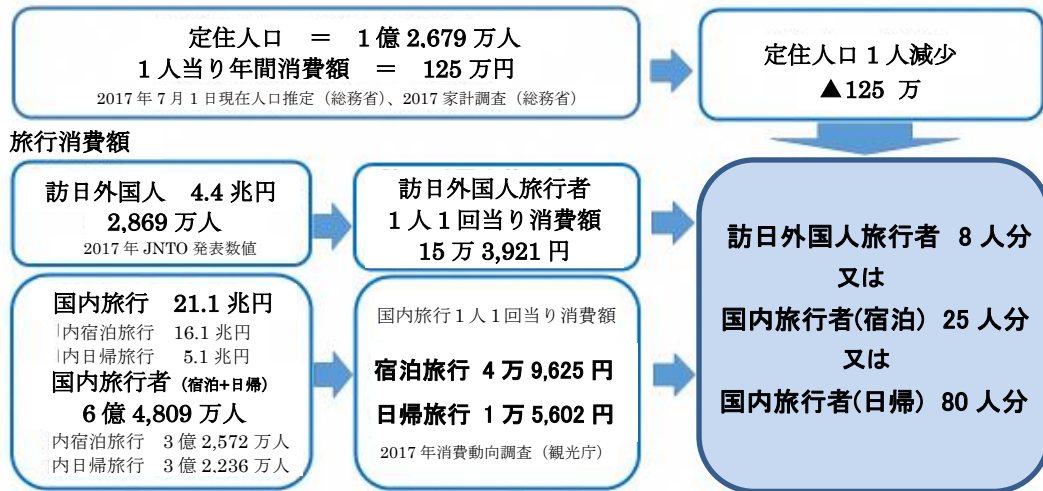 定住人口 = 1億2,679万人
1人当り年間消費額 = 125万円
2017年7月1日現在人口推定(総務省)、2017家計調査(総務省)
定住人口1人減少
▲125 万
旅行消費額
訪日外国人 4.4兆円
2,869万人
2017年JNTO発表数値
訪日外国人旅行者
1人1回当り消費額
15万3,921円
国内旅行 21.1兆円
内宿泊旅行 16.1兆円
内日帰旅行 5.1兆円
国内旅行者 (宿泊+日帰)
6億4,809万人
内宿泊旅行 3億2,572万人
内日帰旅行 3億2,236万人
国内旅行1人1回当り消費額
宿泊旅行 4万9,625円
日帰旅行 1万5,602円
2017年消費動向調査(観光庁)
訪日外国人旅行者 8人分
又は
国内旅行者(宿泊) 25人分
又は
国内旅行者(日帰) 80人分